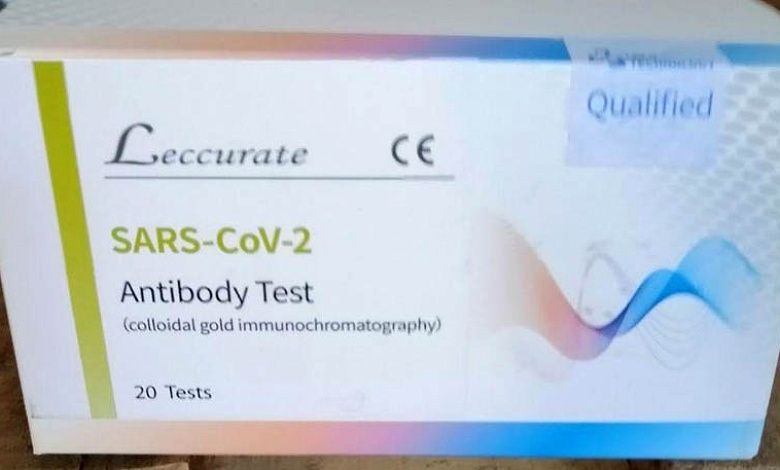 Qualified
Leccurate CE
SARS-CoV-2
Antibody Test
(colloidal gold immunochromatography)
20 Tests